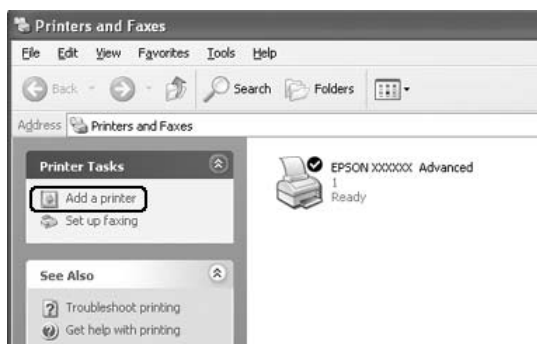 Printers and Faxes
File Edit View Favorites Tools Help
Back Search Folders
Address Printers and Faxes
Printer Tasks
Add a printer
Set up faxing
See Also
Troubleshoot printing
Get help with printing
EPSON XXXXXX Advanced
1
Ready